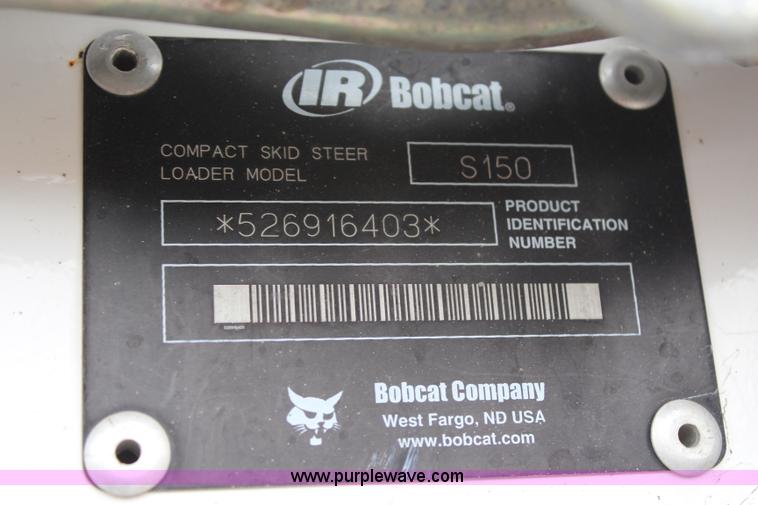 IR Bobcat®
COMPACT SKID STEER
LOADER MODEL
S150
*526916403*
PRODUCT
IDENTIFICATION
NUMBER
Bobcat Company
West Fargo, ND USA
www.bobcat.com
www.purplewave.com